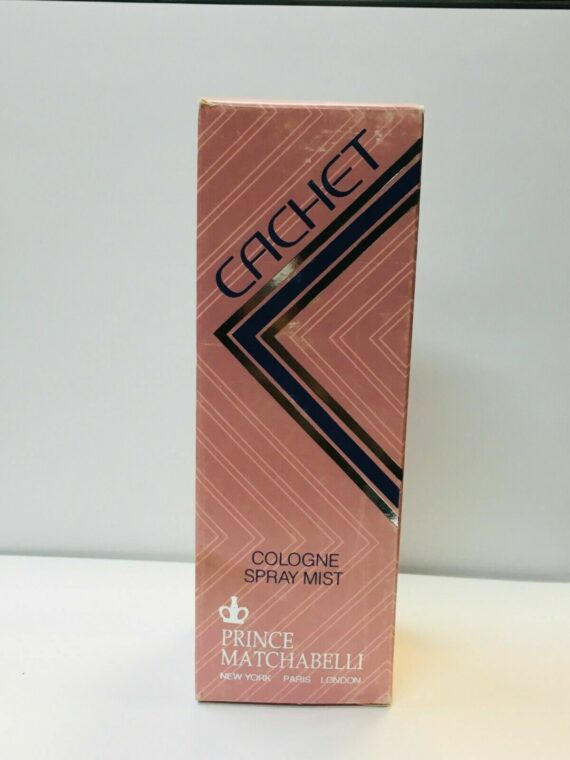 CACHET
COLOGNE
SPRAY MIST
PRINCE
MATCHABELLI
NEW YORK PARIS LONDON